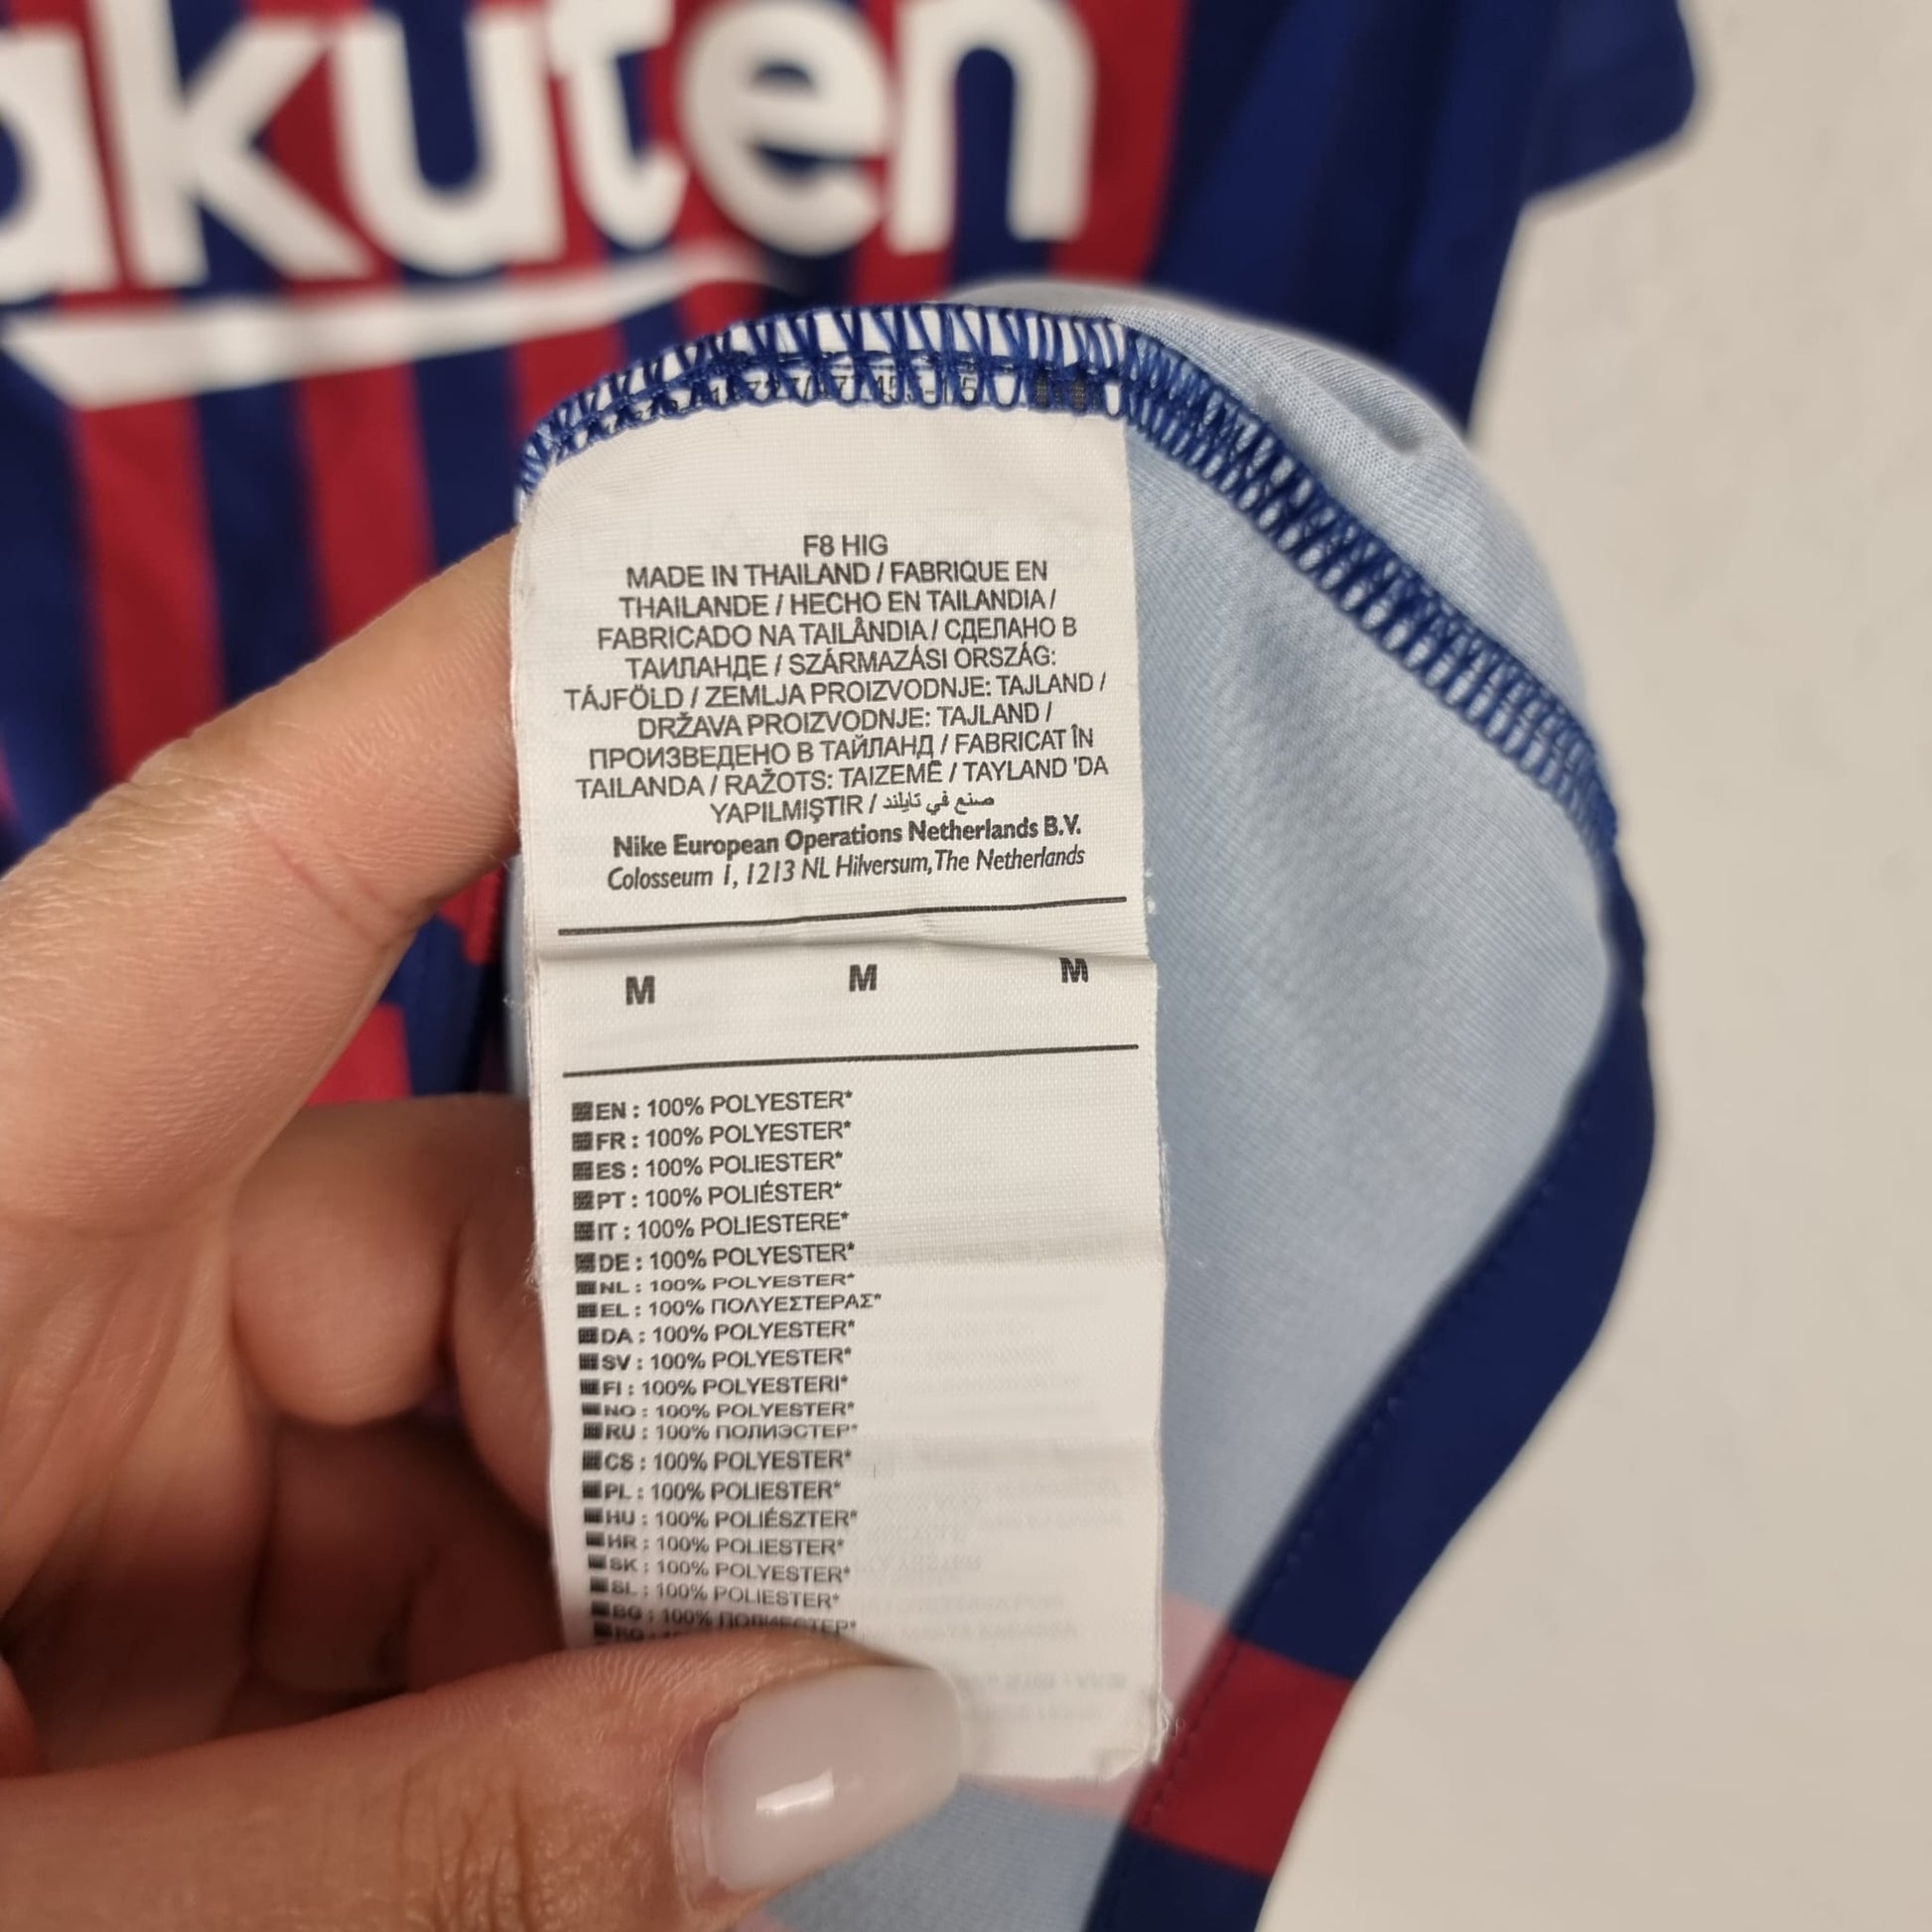 akuten
F8 HIG
MADE IN THAILAND / FABRIQUE EN
THAILANDE / HECHO EN TAILANDIA /
FABRICADO NA TAILÂNDIA / СДЕЛАНО В
ТАИЛАНДЕ / SZÁRMAZÁSI ORSZÁG:
TÁJFÖLD / ZEMLJA PROIZVODNJE: TAJLAND /
DRŽAVA PROIZVODNJE: TAJLAND /
ПРОИЗВЕДЕНО В ТАЙЛАНД / FABRICAT ÎN
TAILANDA / RAŽOTS: TAIZEMĒ / TAYLAND 'DA
YAPILMIŞTIR / صنع في تايلند
Nike European Operations Netherlands B.V.
Colosseum 1, 1213 NL Hilversum, The Netherlands
M M M
EN : 100% POLYESTER*
FR : 100% POLYESTER*
ES : 100% POLIESTER*
PT : 100% POLIÉSTER*
IT : 100% POLIESTERE*
DE : 100% POLYESTER*
NL : 100% POLYESTER*
EL : 100% ΠΟΛΥΕΣΤΕΡΑΣ*
DA : 100% POLYESTER*
SV : 100% POLYESTER*
FI : 100% POLYESTERI*
NO : 100% POLYESTER*
RU : 100% ПОЛИЭСТЕР*
CS : 100% POLYESTER*
PL : 100% POLIESTER*
HU : 100% POLIÉSZTER*
HR : 100% POLIESTER*
SK : 100% POLYESTER*
SL : 100% POLIESTER*
BG : 100% ПОЛИЕСТЕР*